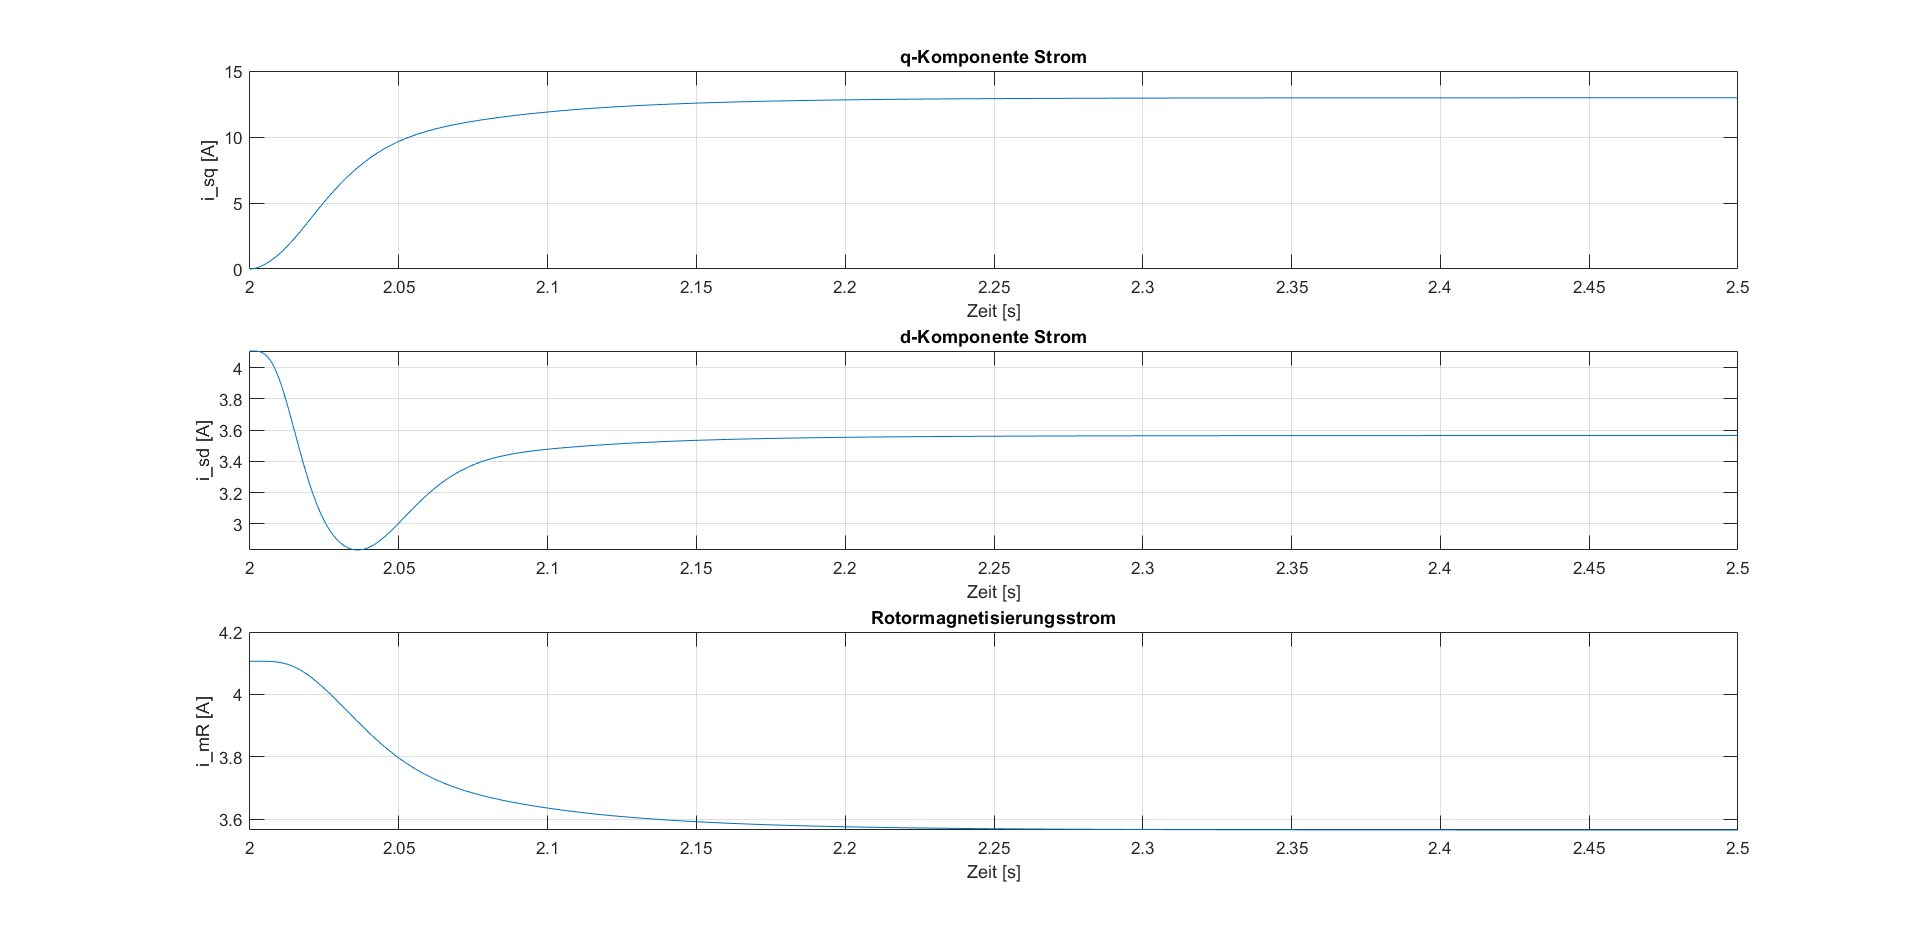 q-Komponente Strom
15
10
5
0
i_sq [A]
2 2.05 2.1 2.15 2.2 2.25 2.3 2.35 2.4 2.45 2.5
Zeit [s]
d-Komponente Strom
4
3.8
3.6
3.4
3.2
3
i_sd [A]
2 2.05 2.1 2.15 2.2 2.25 2.3 2.35 2.4 2.45 2.5
Zeit [s]
Rotormagnetisierungsstrom
4.2
4
3.8
3.6
i_mR [A]
2 2.05 2.1 2.15 2.2 2.25 2.3 2.35 2.4 2.45 2.5
Zeit [s]